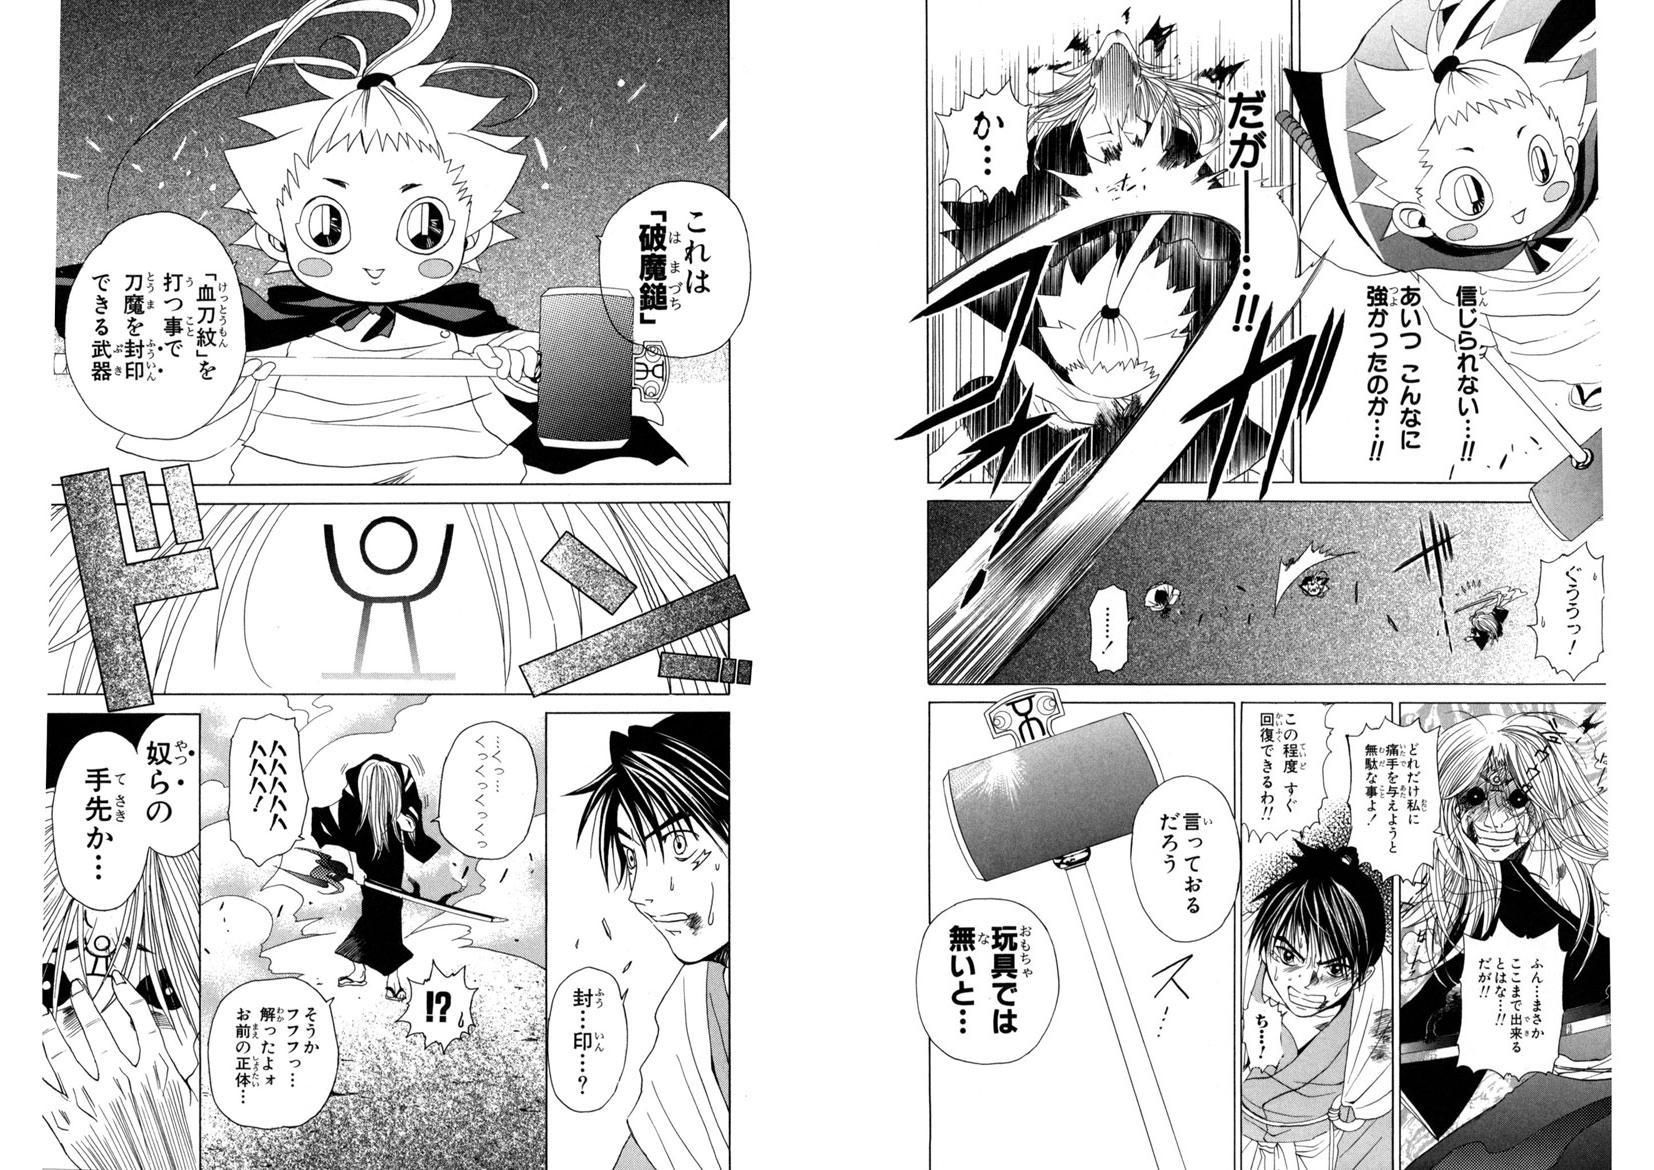 信じられない…!!
あいつ こんなに
強かったのか…!!
だが――…!!
か…
ガガガッ
ぐううっ!
……!
どれだけ私に
痛手を与えようと
無駄な事よ!
この程度 すぐ
回復できるわ!!
ふん…まさか
ここまで出来る
とはな…!!
だが!!
ち…!
言っておる
だろう
ス…
玩具では
無いと…
これは
「破魔鎚」
「血刀紋」を
打つ事で
刀魔を封印
できる武器
ドン
封…印…?
…くっ…
くっくっくっくっ
ハハハハハ
ハハハ!
!?
そうか
フフフっ…
解ったよォ
お前の正体…
奴らの
手先か…